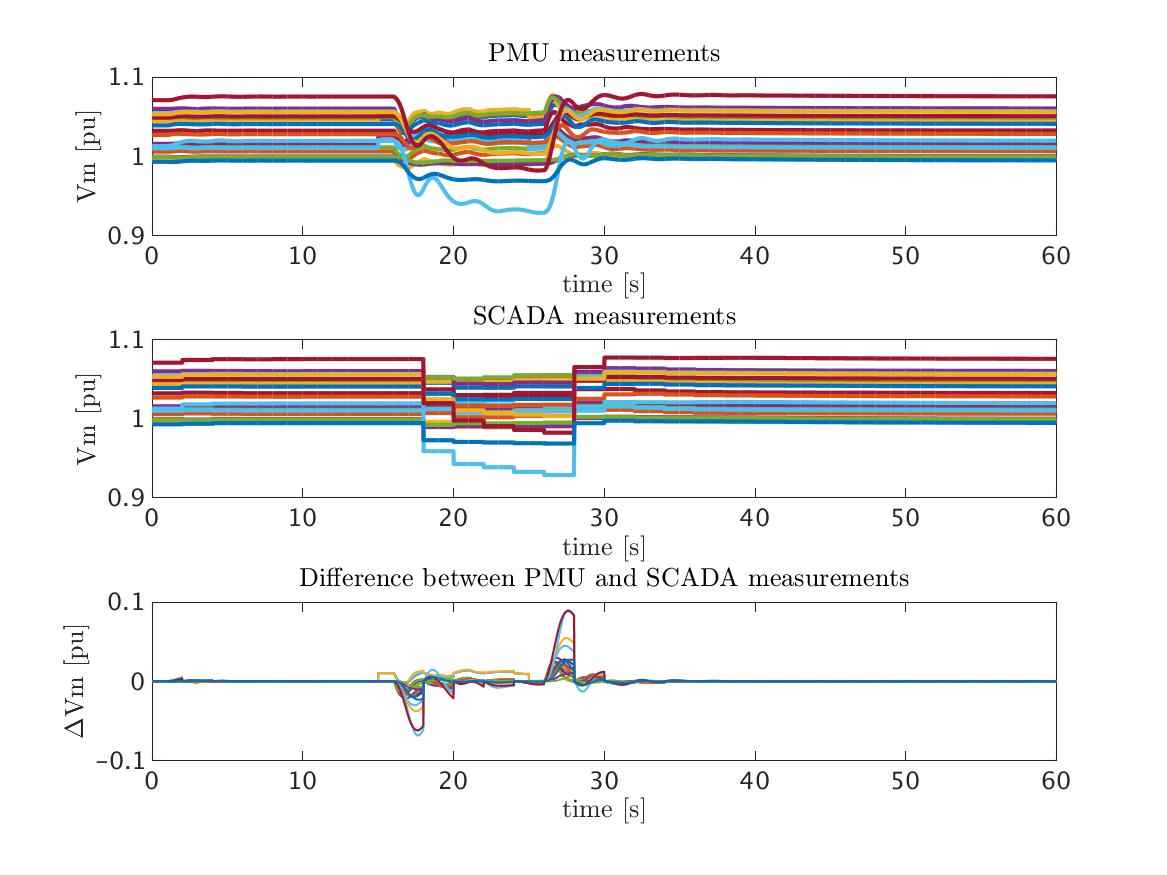 PMU measurements
1.1
1
0.9
Vm [pu]
0 10 20 30 40 50 60
time [s]
SCADA measurements
1.1
1
0.9
Vm [pu]
0 10 20 30 40 50 60
time [s]
Difference between PMU and SCADA measurements
0.1
0
−0.1
ΔVm [pu]
0 10 20 30 40 50 60
time [s]